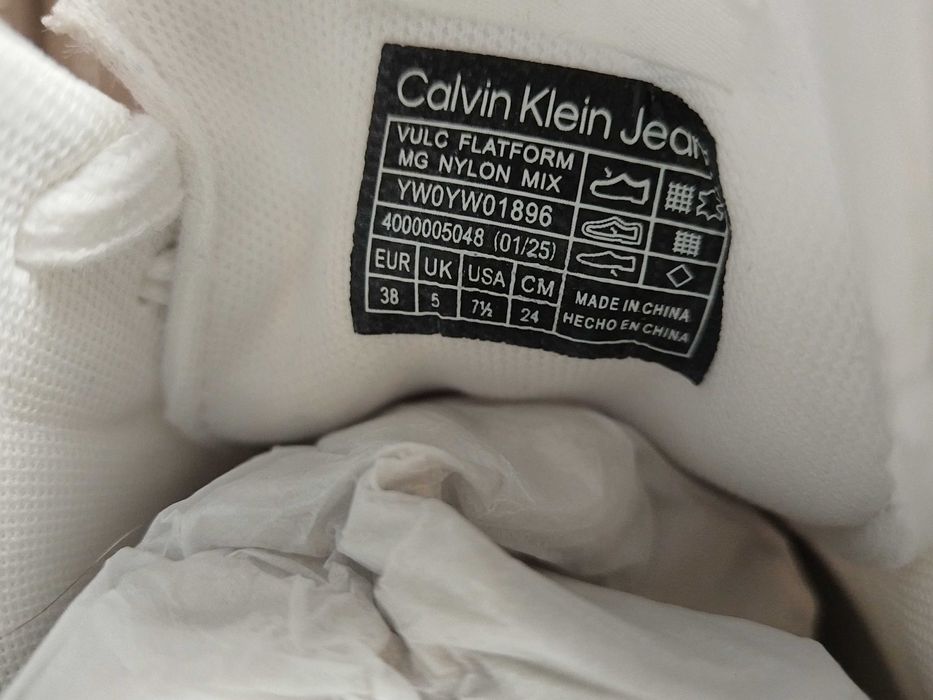 Calvin Klein Jean
VULC FLATFORM
MG NYLON MIX
YW0YW01896
4000005048 (01/25)
EUR UK USA CM
38 5 7½ 24
MADE IN CHINA
HECHO EN CHINA